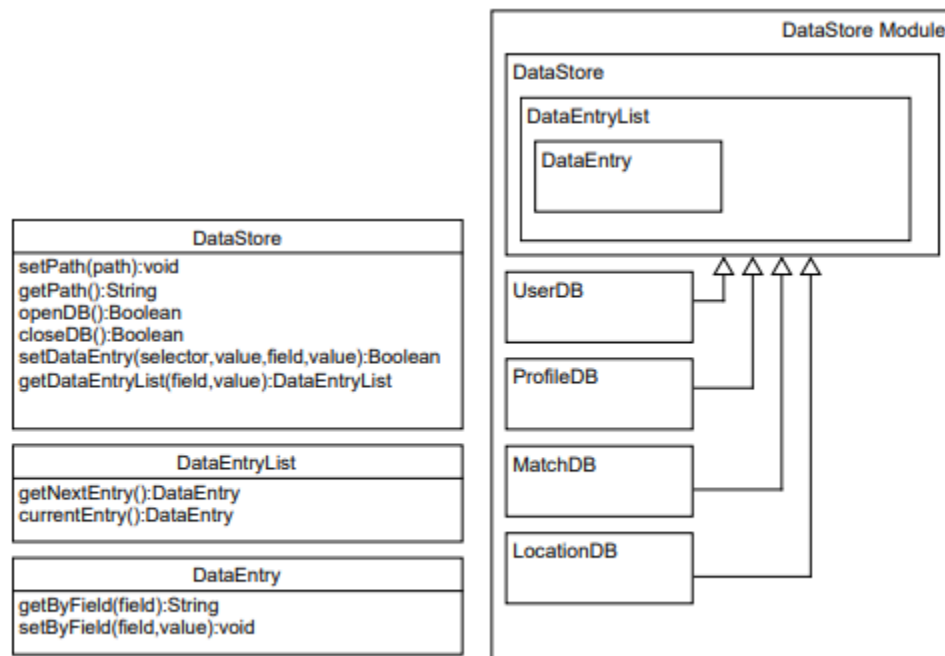 DataStore
setPath(path):void
getPath():String
openDB():Boolean
closeDB():Boolean
setDataEntry(selector,value,field,value):Boolean
getDataEntryList(field,value):DataEntryList
DataEntryList
getNextEntry():DataEntry
currentEntry():DataEntry
DataEntry
getByField(field):String
setByField(field,value):void
DataStore Module
DataStore
DataEntryList
DataEntry
UserDB
ProfileDB
MatchDB
LocationDB